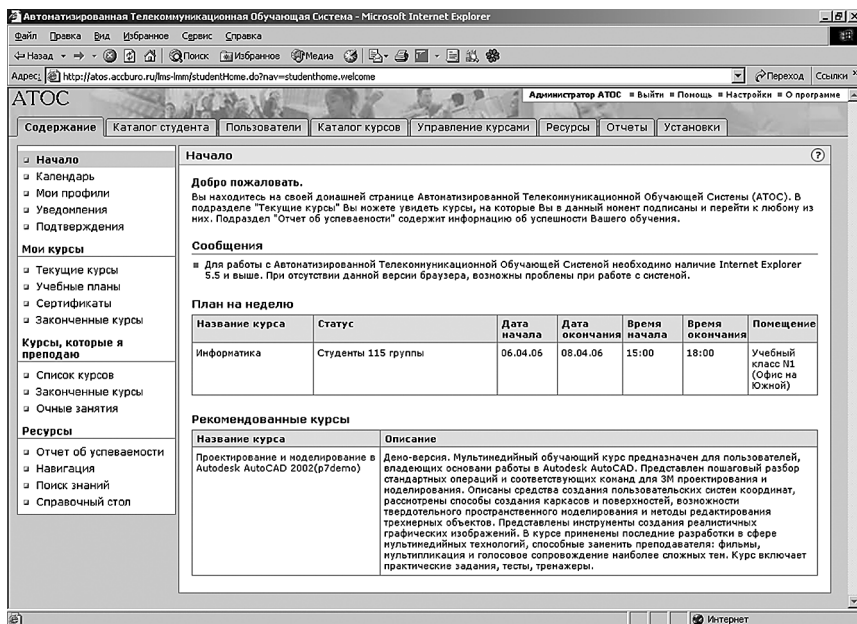 Автоматизированная Телекоммуникационная Обучающая Система - Microsoft Internet Explorer
Файл Правка Вид Избранное Сервис Справка
Назад Поиск Избранное Медиа
Адрес: http://atos.accburo.ru/lms-lmm/studentHome.do?nav=studenthome.welcome Переход Ссылки »
АТОС Администратор АТОС Выйти Помощь Настройки О программе
Содержание Каталог студента Пользователи Каталог курсов Управление курсами Ресурсы Отчеты Установки
Начало
Календарь
Мои профили
Уведомления
Подтверждения
Мои курсы
Текущие курсы
Учебные планы
Сертификаты
Законченные курсы
Курсы, которые я
преподаю
Список курсов
Законченные курсы
Очные занятия
Ресурсы
Отчет об успеваемости
Навигация
Поиск знаний
Справочный стол
Начало ?
Добро пожаловать.
Вы находитесь на своей домашней странице Автоматизированной Телекоммуникационной Обучающей Системы (АТОС). В
подразделе "Текущие курсы" Вы можете увидеть курсы, на которые Вы в данный момент подписаны и перейти к любому из
них. Подраздел "Отчет об успеваемости" содержит информацию об успешности Вашего обучения.
Сообщения
Для работы с Автоматизированной Телекоммуникационной Обучающей Системой необходимо наличие Internet Explorer
5.5 и выше. При отсутствии данной версии браузера, возможны проблемы при работе с системой.
План на неделю
Название курса Статус Дата начала Дата окончания Время начала Время окончания Помещение
Информатика Студенты 115 группы 06.04.06 08.04.06 15:00 18:00 Учебный
класс N1
(Офис на
Южной)
Рекомендованные курсы
Название курса Описание
Проектирование и моделирование в
Autodesk AutoCAD 2002(p7demo)
Демо-версия. Мультимедийный обучающий курс предназначен для пользователей,
владеющих основами работы в Autodesk AutoCAD. Представлен пошаговый разбор
стандартных операций и соответствующих команд для 3М проектирования и
моделирования. Описаны средства создания пользовательских систем координат,
рассмотрены способы создания каркасов и поверхностей, возможности
твердотельного пространственного моделирования и методы редактирования
трехмерных объектов. Представлены инструменты создания реалистичных
графических изображений. В курсе применены последние разработки в сфере
мультимедийных технологий, способные заменить преподавателя: фильмы,
мультипликация и голосовое сопровождение наиболее сложных тем. Курс включает
практические задания, тесты, тренажеры.
Интернет